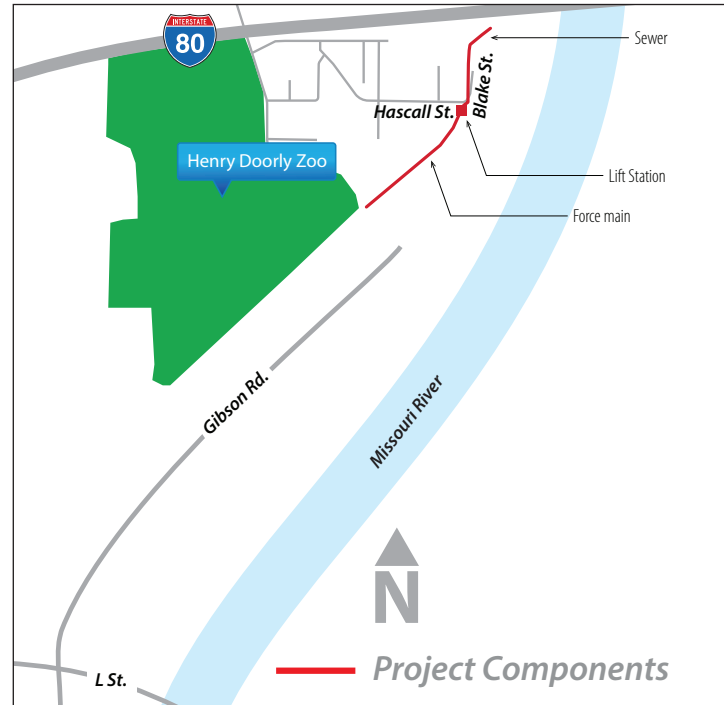 INTERSTATE
80
Sewer
Blake St.
Hascall St.
Henry Doorly Zoo
Lift Station
Force main
Gibson Rd.
Missouri River
N
L St.
Project Components